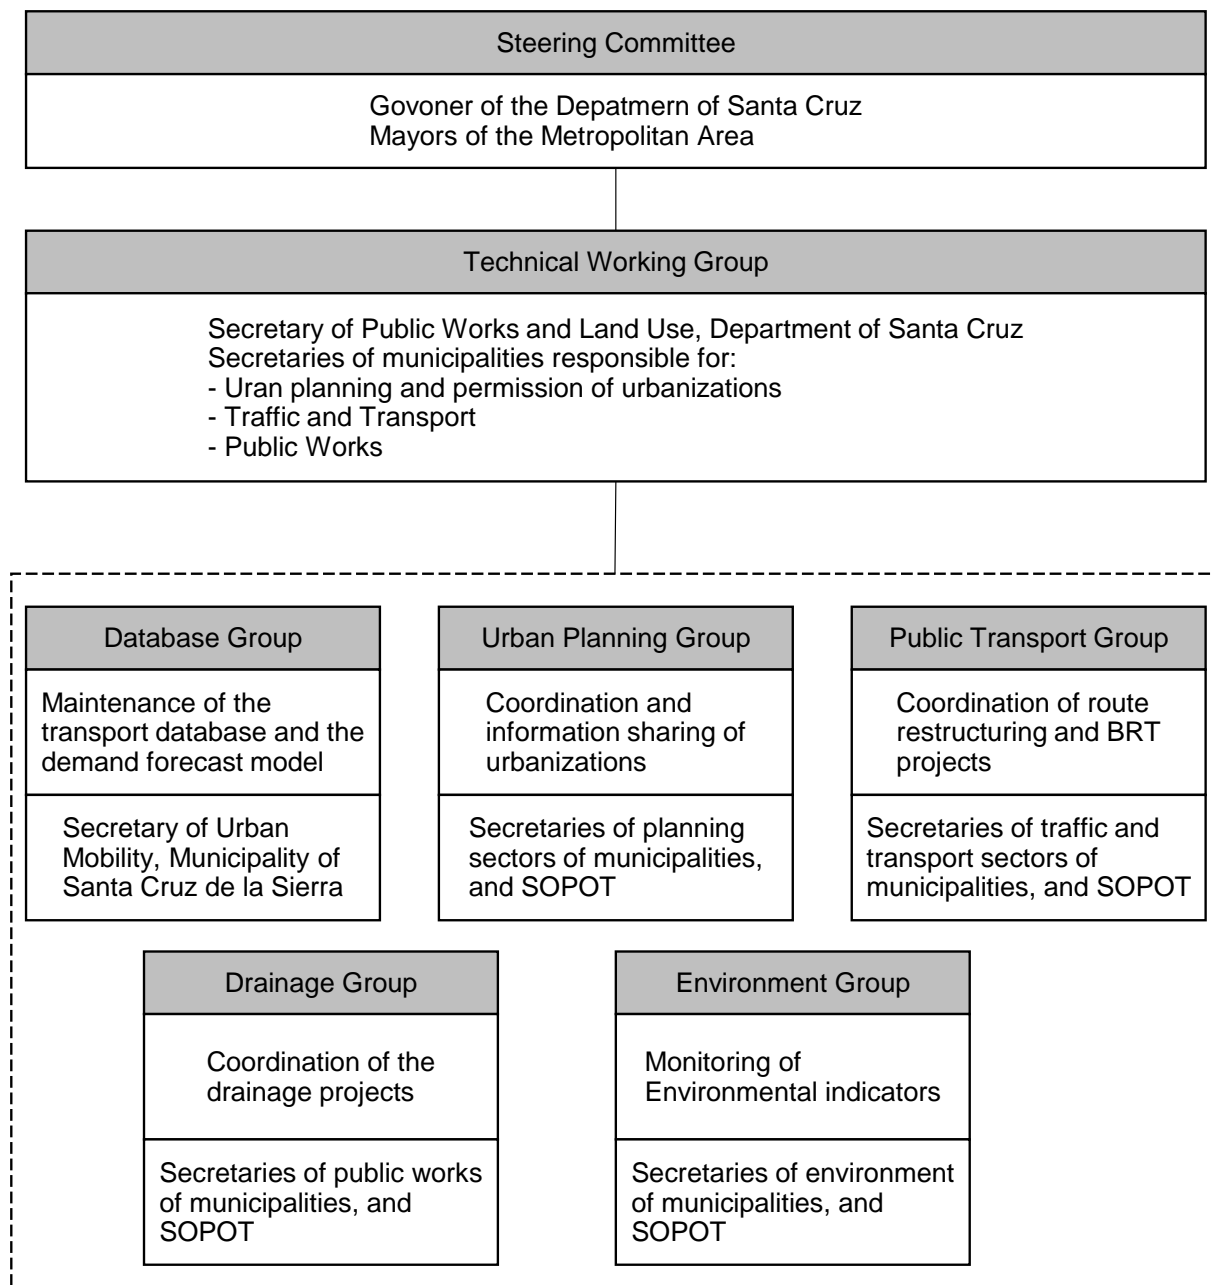 Steering Committee
Govoner of the Depatmern of Santa Cruz
Mayors of the Metropolitan Area
Technical Working Group
Secretary of Public Works and Land Use, Department of Santa Cruz
Secretaries of municipalities responsible for:
- Uran planning and permission of urbanizations
- Traffic and Transport
- Public Works
Database Group
Maintenance of the
transport database and the
demand forecast model
Secretary of Urban
Mobility, Municipality of
Santa Cruz de la Sierra
Urban Planning Group
Coordination and
information sharing of
urbanizations
Secretaries of planning
sectors of municipalities,
and SOPOT
Public Transport Group
Coordination of route
restructuring and BRT
projects
Secretaries of traffic and
transport sectors of
municipalities, and SOPOT
Drainage Group
Coordination of the
drainage projects
Secretaries of public works
of municipalities, and
SOPOT
Environment Group
Monitoring of
Environmental indicators
Secretaries of environment
of municipalities, and
SOPOT